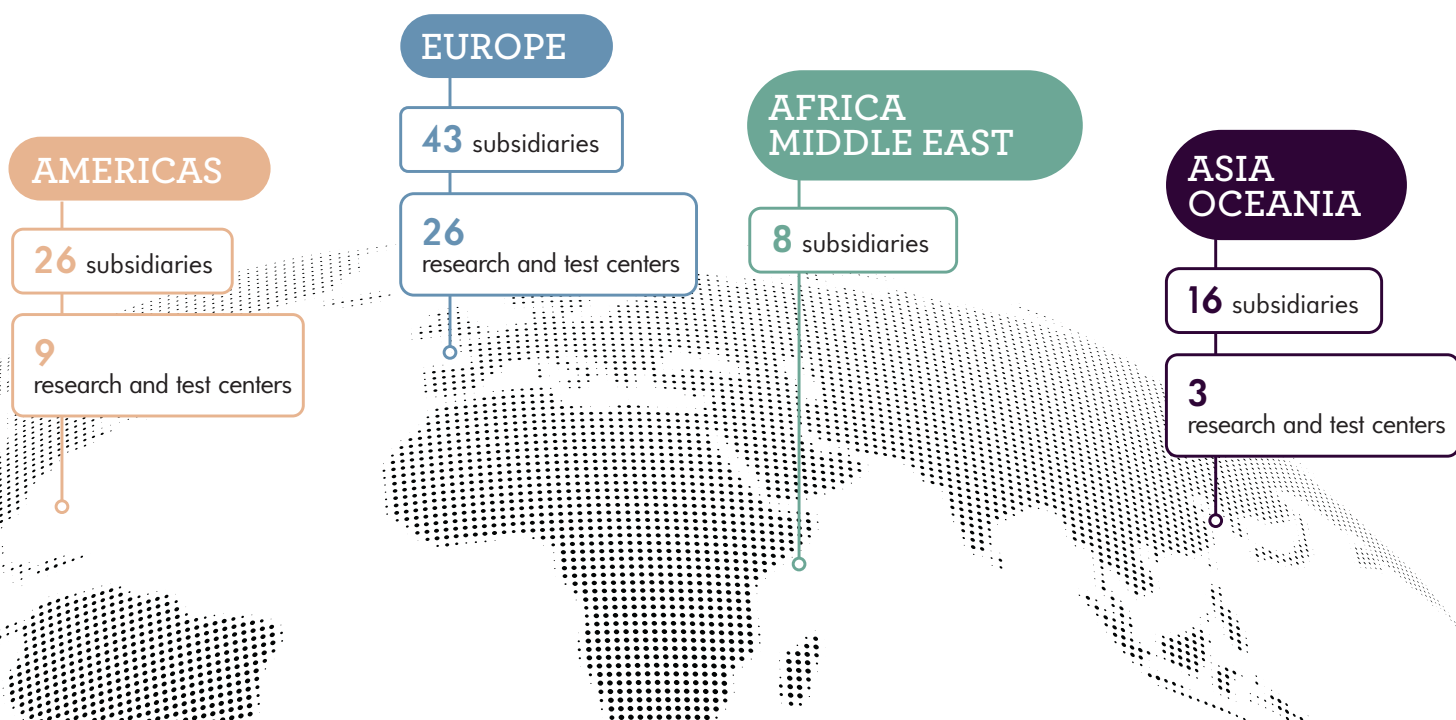 AMERICAS
26 subsidiaries
9
research and test centers
EUROPE
43 subsidiaries
26
research and test centers
AFRICA
MIDDLE EAST
8 subsidiaries
ASIA
OCEANIA
16 subsidiaries
3
research and test centers